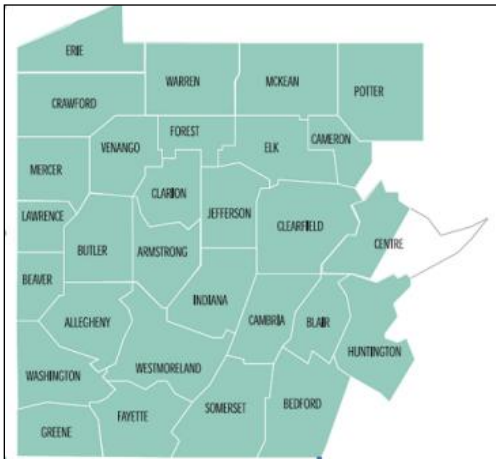 ERIE
WARREN
MCKEAN
POTTER
CRAWFORD
FOREST
VENANGO
ELK
CAMERON
MERCER
CLARION
JEFFERSON
LAWRENCE
CLEARFIELD
CENTRE
BUTLER
ARMSTRONG
BEAVER
INDIANA
ALLEGHENY
CAMBRIA
BLAIR
HUNTINGTON
WESTMORELAND
WASHINGTON
BEDFORD
SOMERSET
FAYETTE
GREENE